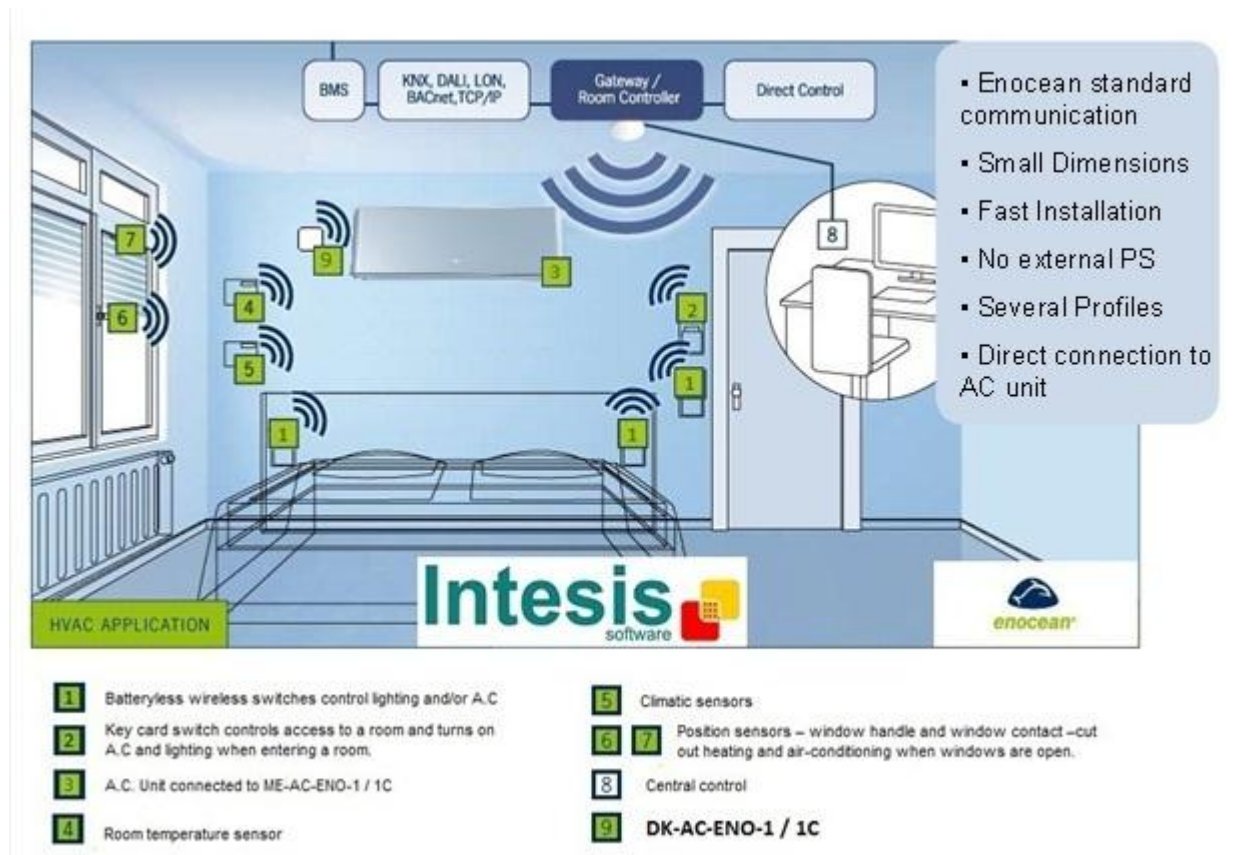 BMS
KNX, DALI, LON,
BACnet,TCP/IP
Gateway /
Room Controller
Direct Control
▪ Enocean standard
communication
▪ Small Dimensions
▪ Fast Installation
▪ No external PS
▪ Several Profiles
▪ Direct connection to
AC unit
7
6
9
3
4
5
2
1
8
1
1
HVAC APPLICATION
Intesis
software
enocean®
1 Batteryless wireless switches control lighting and/or A.C
2 Key card switch controls access to a room and turns on
A.C and lighting when entering a room.
3 A.C. Unit connected to ME-AC-ENO-1 / 1C
4 Room temperature sensor
5 Climatic sensors
6 7 Position sensors – window handle and window contact –cut
out heating and air-conditioning when windows are open.
8 Central control
9 DK-AC-ENO-1 / 1C